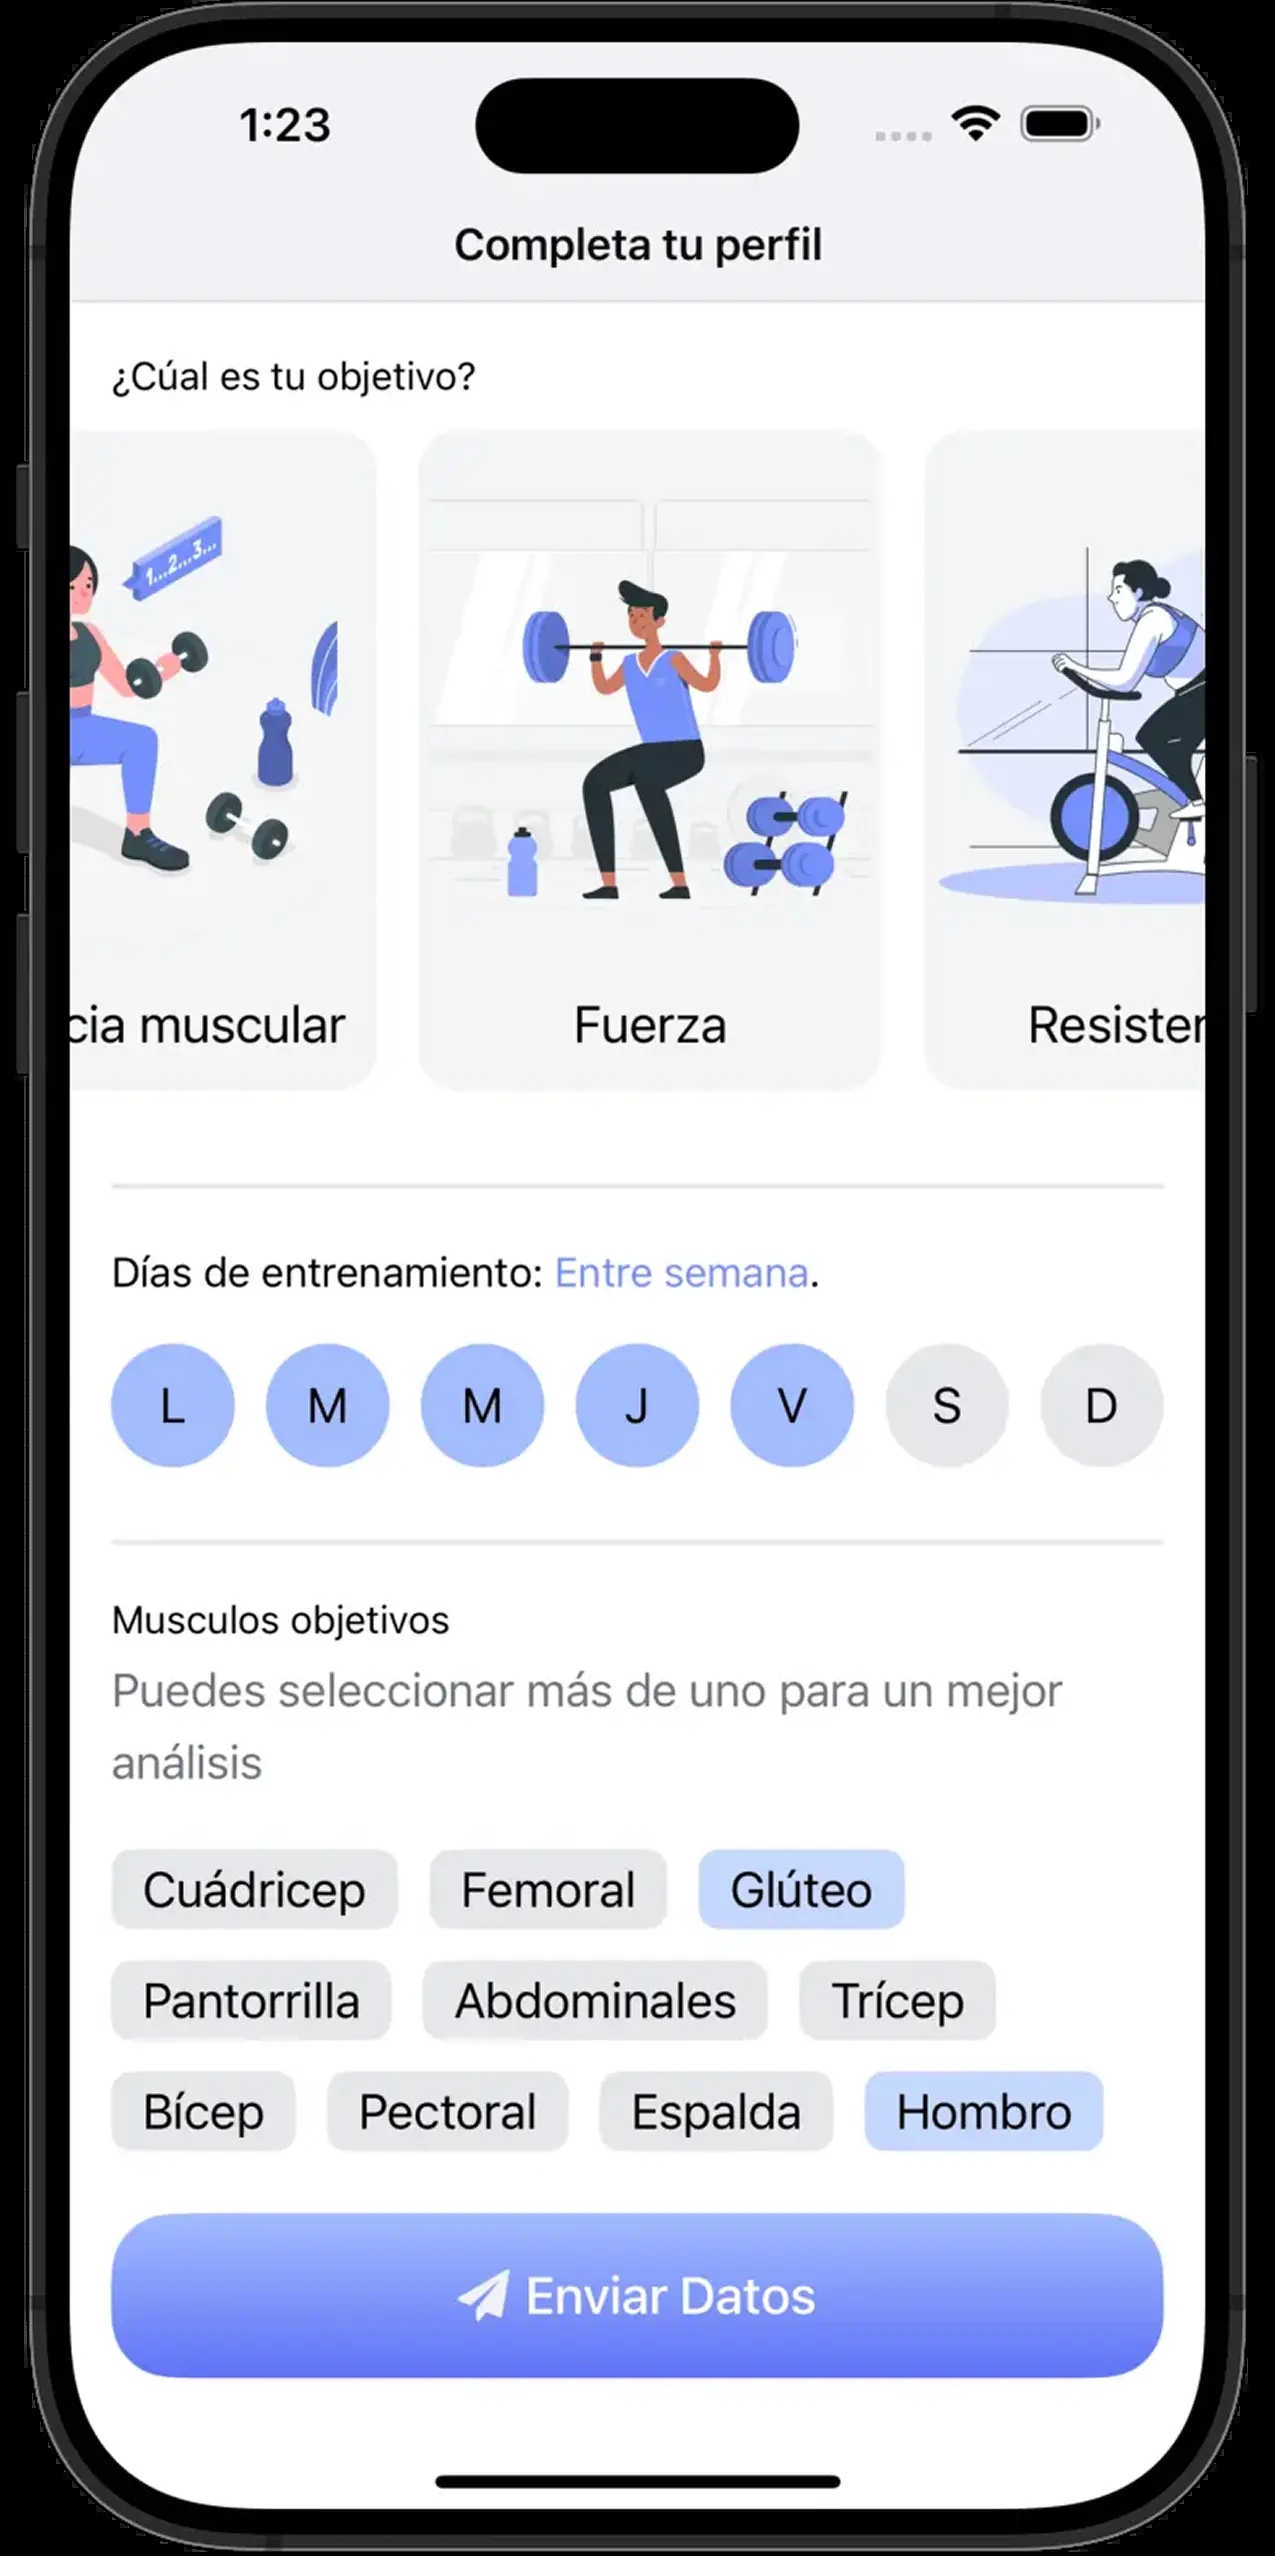 1:23
Completa tu perfil
¿Cúal es tu objetivo?
1...2...3...
cia muscular
Fuerza
Resister
Días de entrenamiento: Entre semana.
L M M J V S D
Musculos objetivos
Puedes seleccionar más de uno para un mejor
análisis
Cuádricep Femoral Glúteo
Pantorrilla Abdominales Trícep
Bícep Pectoral Espalda Hombro
Enviar Datos